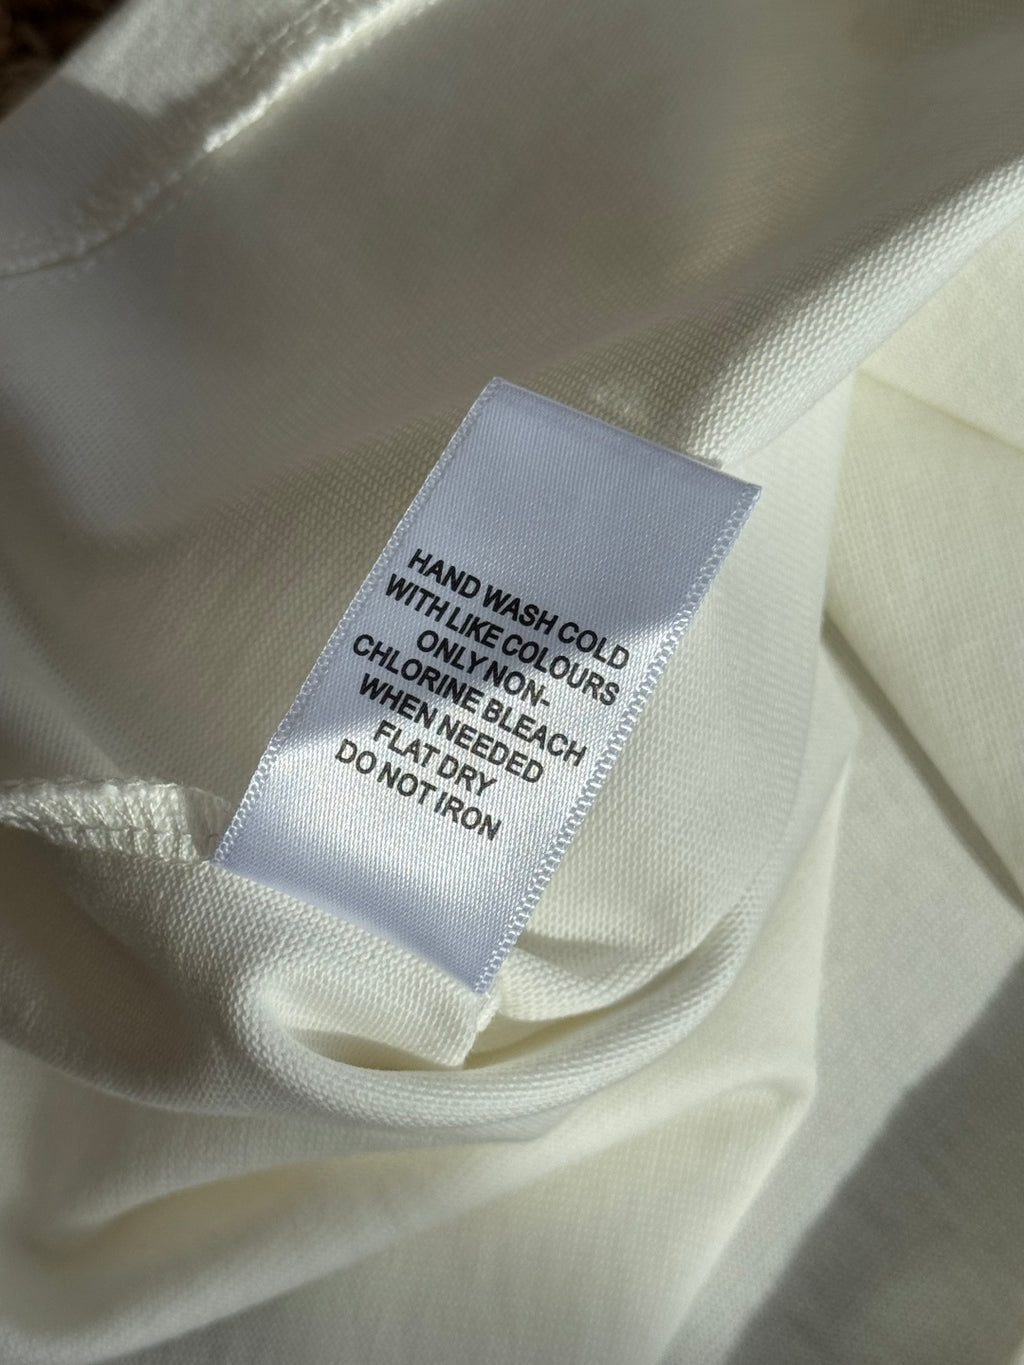 HAND WASH COLD
WITH LIKE COLOURS
ONLY NON-
CHLORINE BLEACH
WHEN NEEDED
FLAT DRY
DO NOT IRON